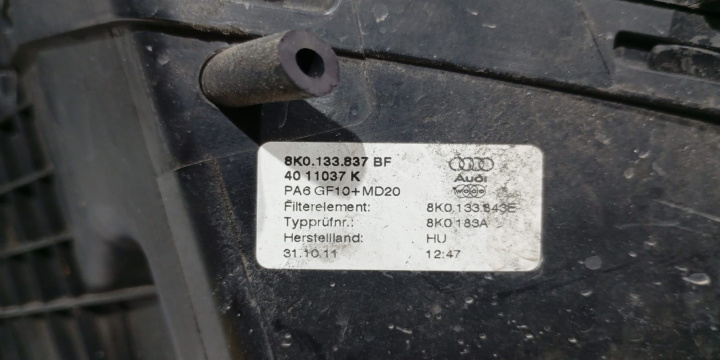 8K0.133.837 BF
40 11037 K
PA6 GF10+MD20
Audi
Filterelement: 8K0.133.843E
Typprüfnr.: 8K0183A
Herstellland: HU
31.10.11 12:47